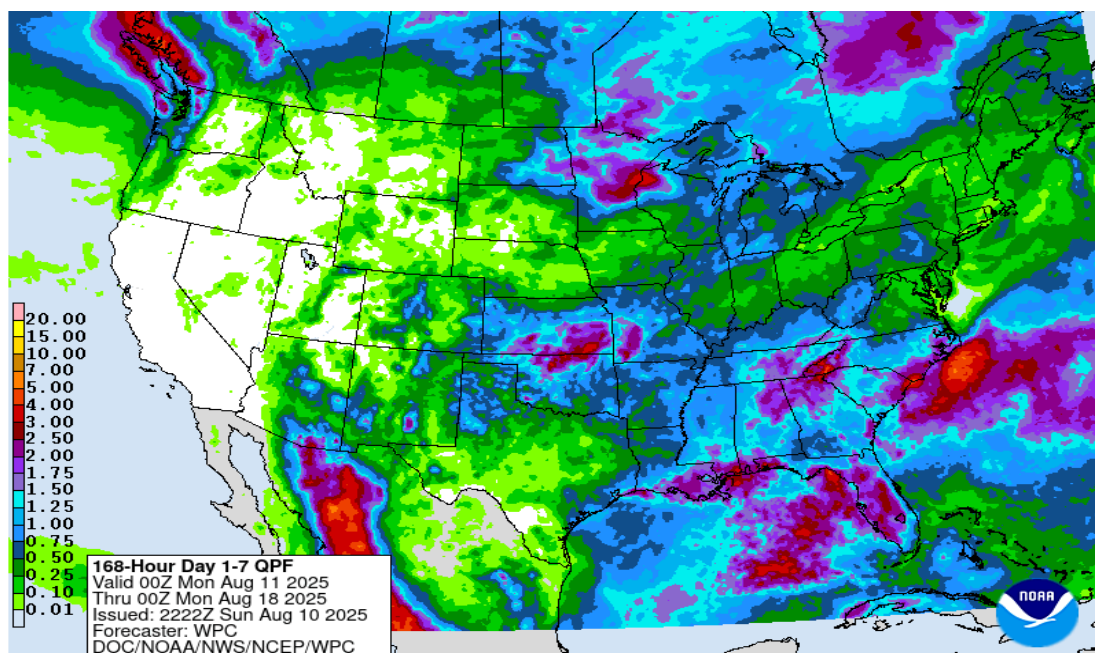 20.00
15.00
10.00
7.00
5.00
4.00
3.00
2.50
2.00
1.75
1.50
1.25
1.00
0.75
0.50
0.25
0.10
0.01
168-Hour Day 1-7 QPF
Valid 00Z Mon Aug 11 2025
Thru 00Z Mon Aug 18 2025
Issued: 2222Z Sun Aug 10 2025
Forecaster: WPC
DOC/NOAA/NWS/NCEP/WPC
NOAA